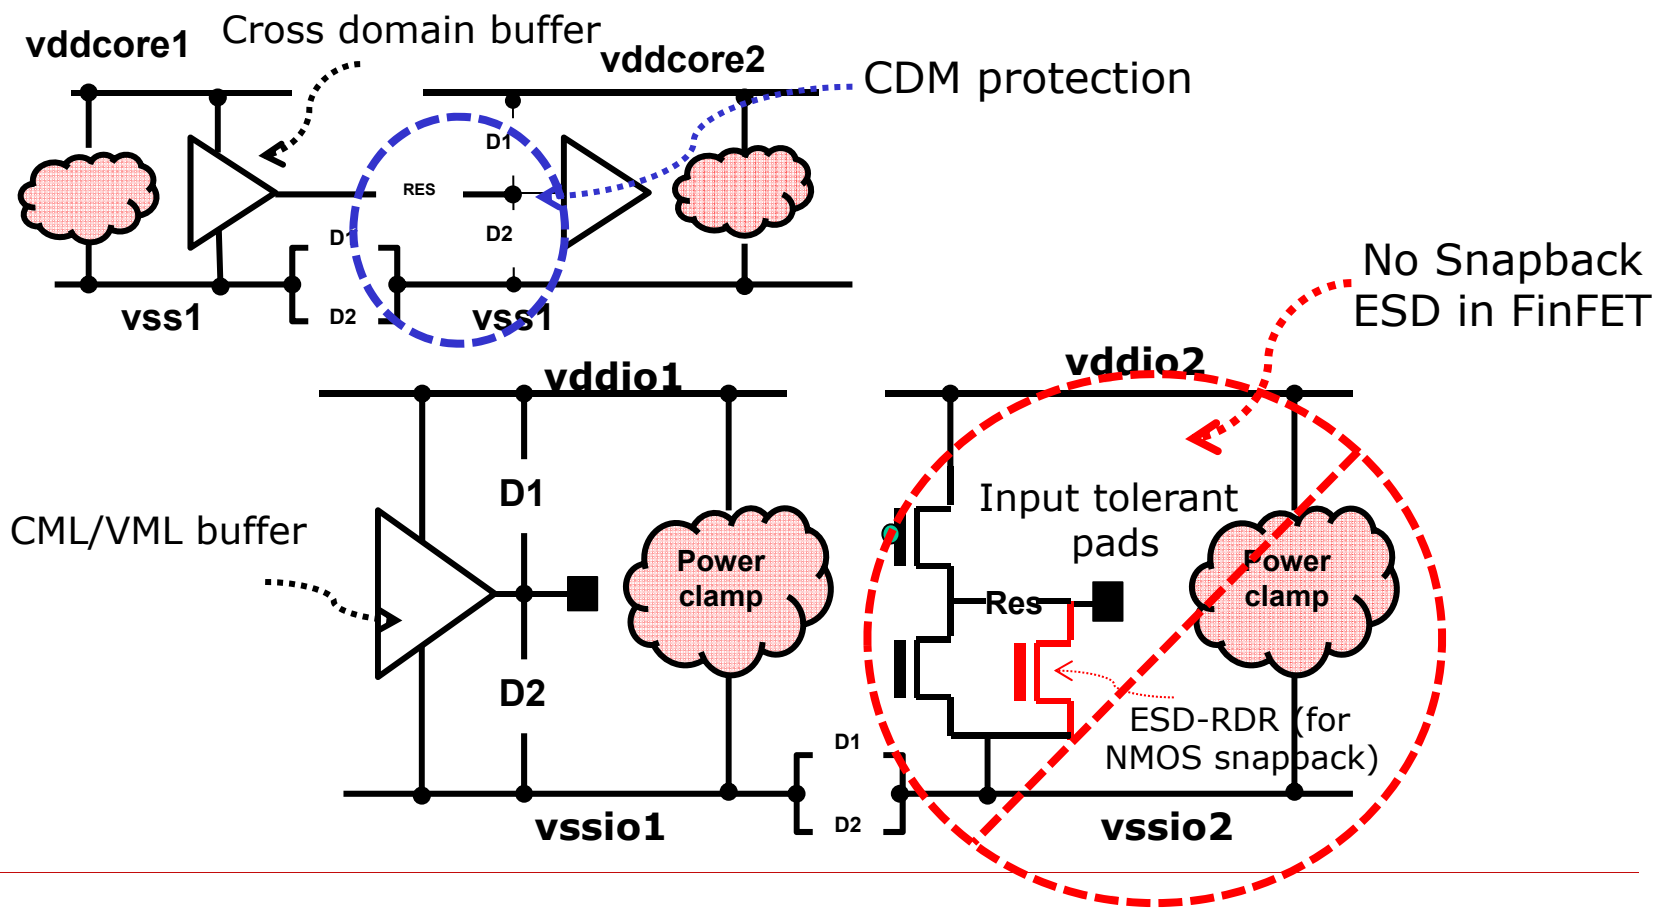 Cross domain buffer
vddcore1
vddcore2
CDM protection
D1
RES
D2
D1
D2
vss1
vss1
No Snapback
ESD in FinFET
vddio1
vddio2
D1
Input tolerant
pads
CML/VML buffer
Power
clamp
Power
clamp
Res
D2
ESD-RDR (for
NMOS snapback)
D1
D2
vssio1
vssio2